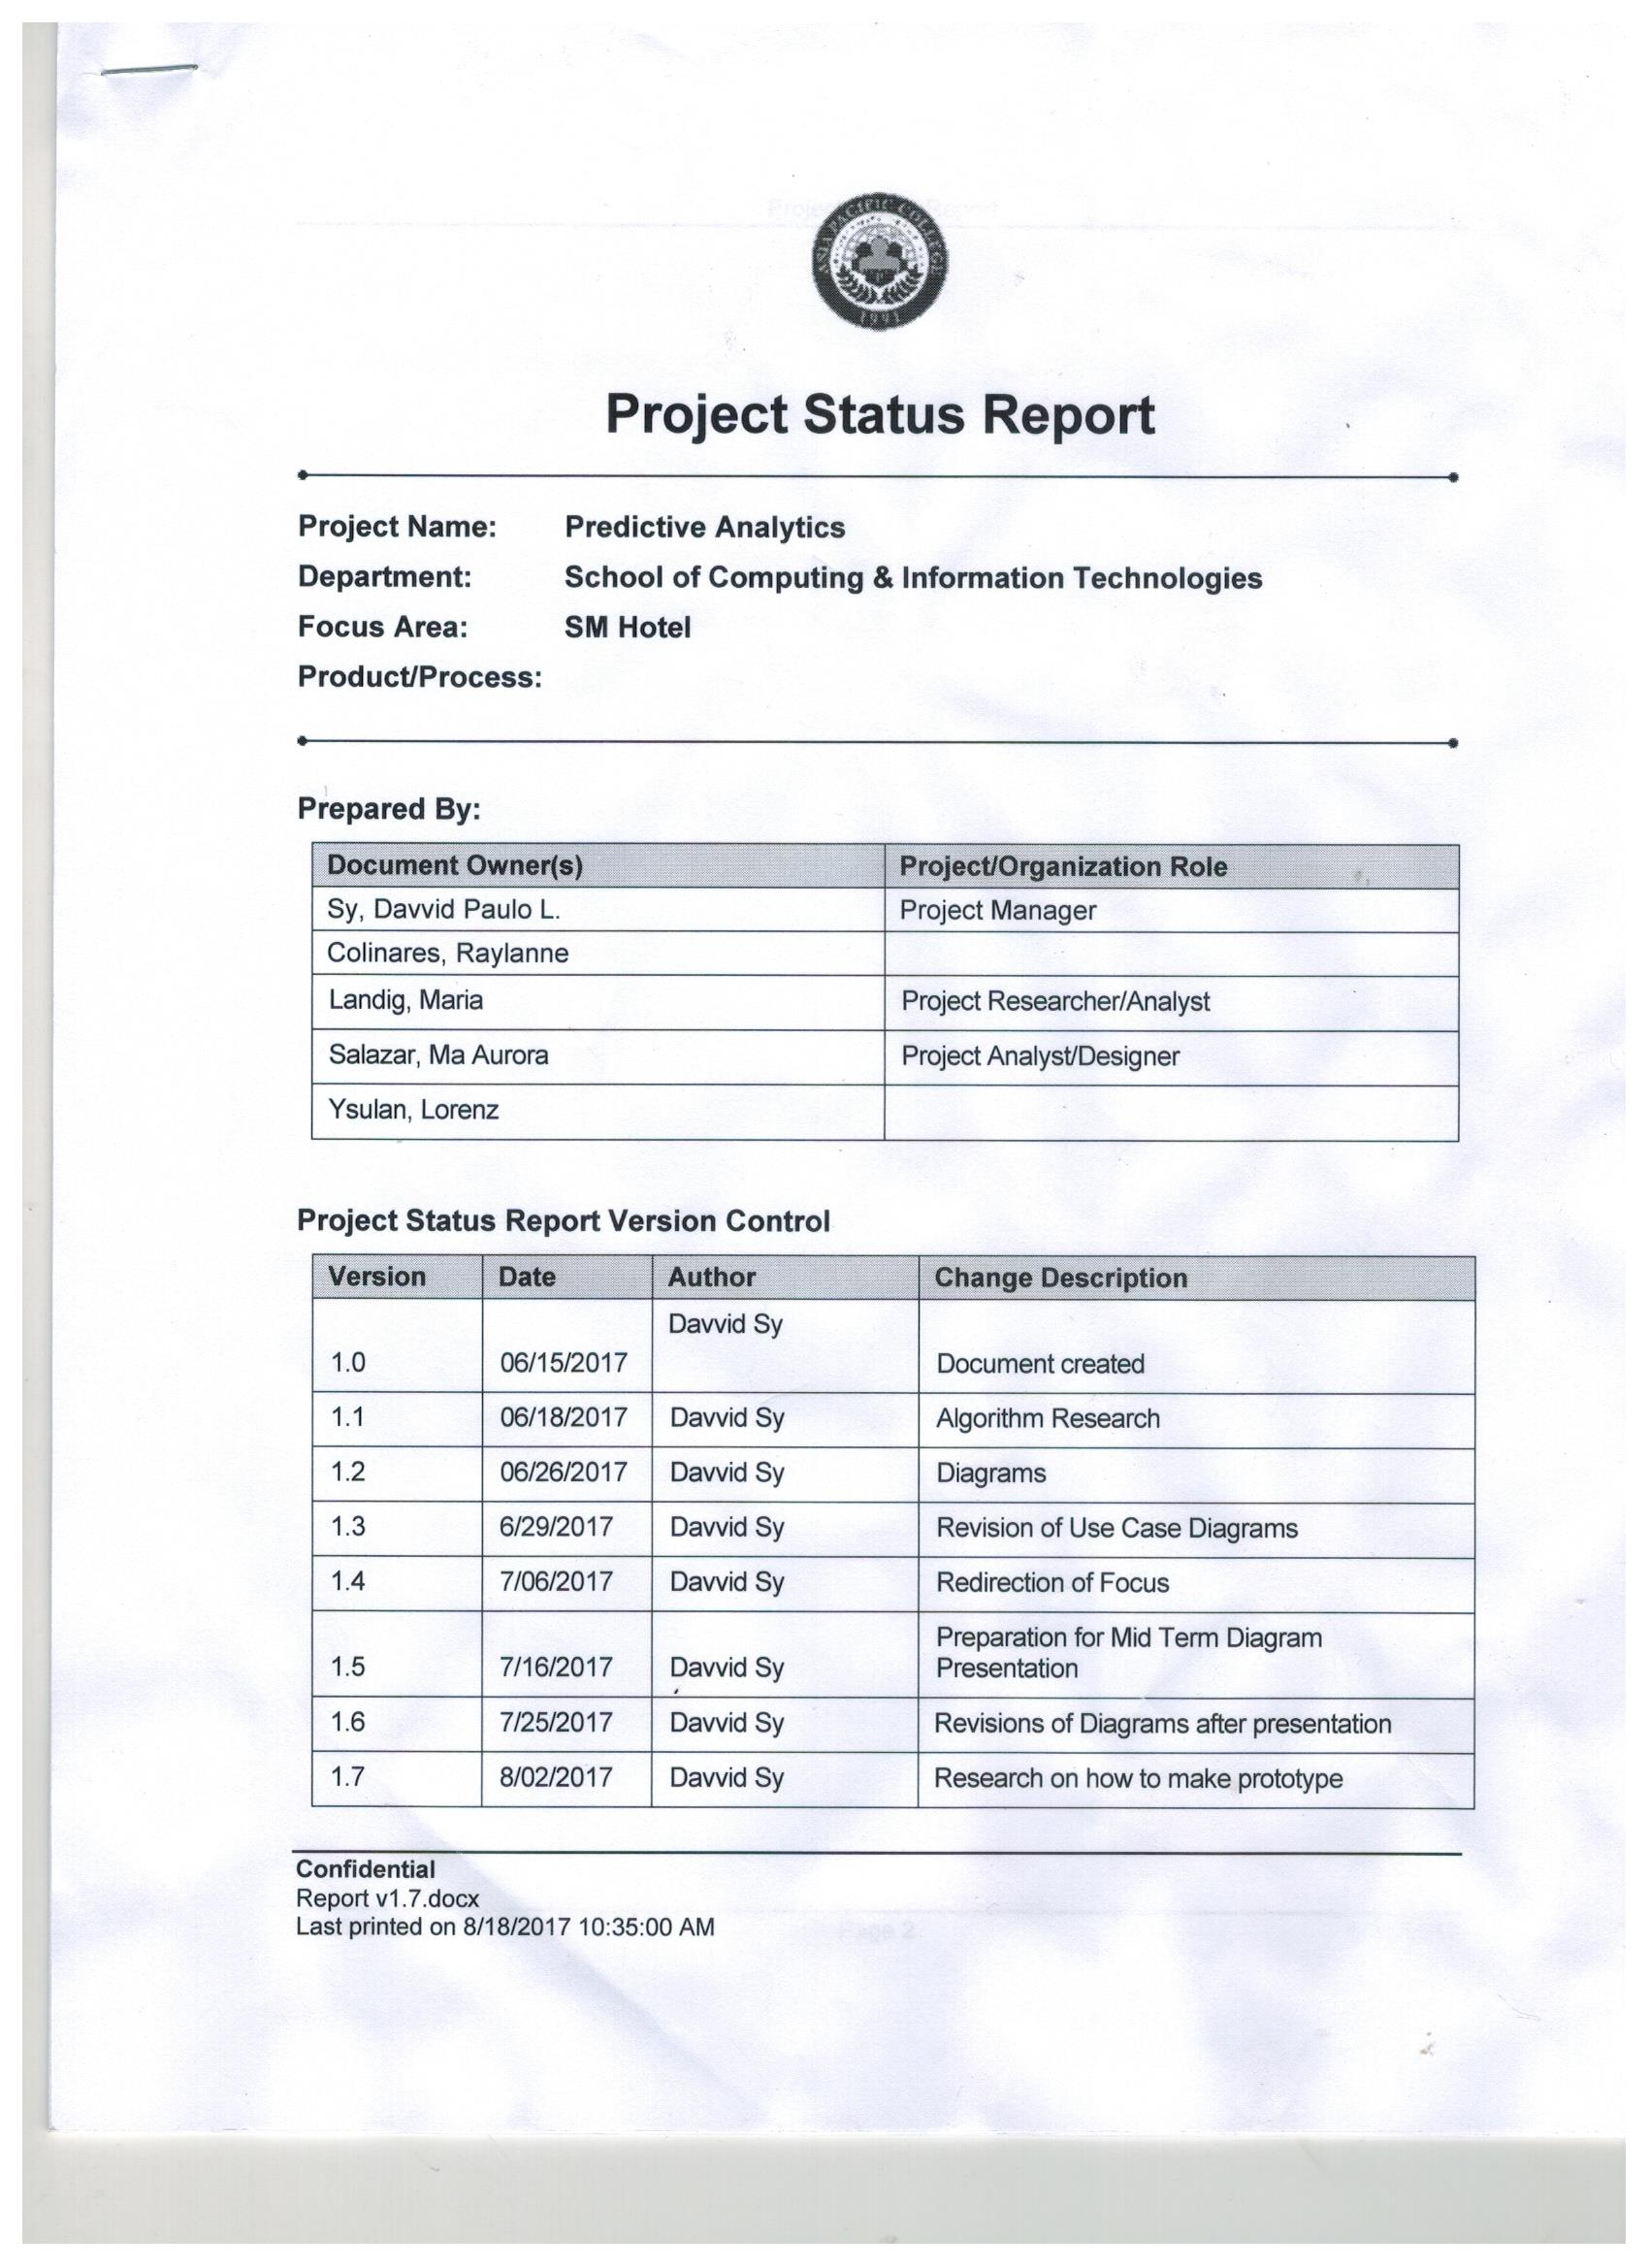 ASIA PACIFIC COLLEGE
1991
Project Status Report
Project Name: Predictive Analytics
Department: School of Computing & Information Technologies
Focus Area: SM Hotel
Product/Process:
Prepared By:
Document Owner(s) Project/Organization Role
Sy, Davvid Paulo L. Project Manager
Colinares, Raylanne
Landig, Maria Project Researcher/Analyst
Salazar, Ma Aurora Project Analyst/Designer
Ysulan, Lorenz
Project Status Report Version Control
Version Date Author Change Description
1.0 06/15/2017 Davvid Sy Document created
1.1 06/18/2017 Davvid Sy Algorithm Research
1.2 06/26/2017 Davvid Sy Diagrams
1.3 6/29/2017 Davvid Sy Revision of Use Case Diagrams
1.4 7/06/2017 Davvid Sy Redirection of Focus
1.5 7/16/2017 Davvid Sy Preparation for Mid Term Diagram
Presentation
1.6 7/25/2017 Davvid Sy Revisions of Diagrams after presentation
1.7 8/02/2017 Davvid Sy Research on how to make prototype
Confidential
Report v1.7.docx
Last printed on 8/18/2017 10:35:00 AM
Page 2